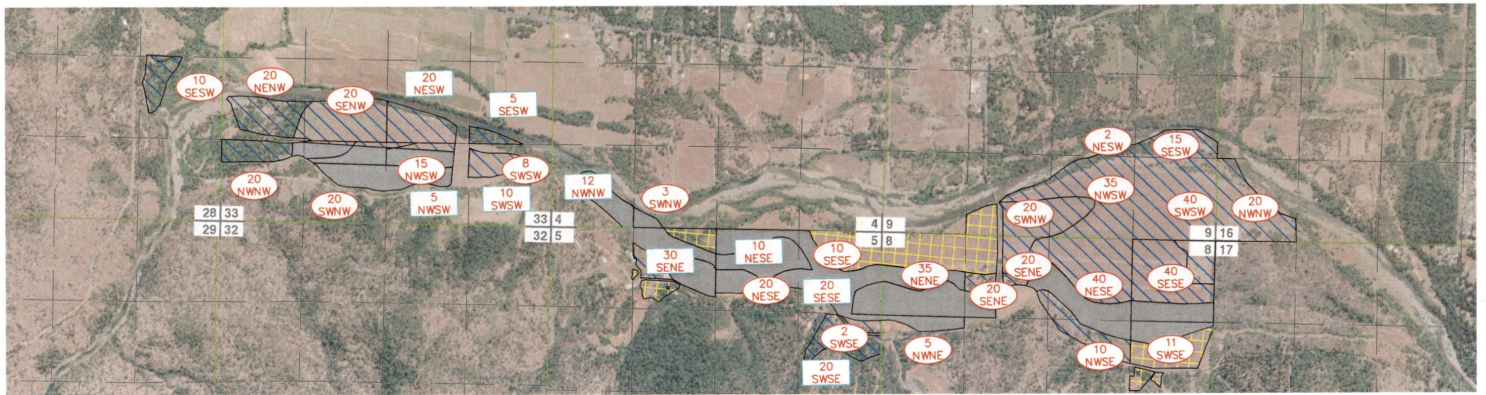 10
SESW
20
NENW
20
SENW
20
NESW
5
SESW
20
NWNW
20
SWNW
15
NWSW
5
NWSW
8
SWSW
10
SWSW
28 33
29 32
33 4
32 5
12
NWNW
3
SWNW
30
SENE
10
NESE
20
NESE
10
SESE
20
SESE
2
SWSE
20
SWSE
4 9
5 8
35
NENE
20
SENE
5
NWNE
20
SWNW
20
SENE
2
NESW
15
SESW
35
NWSW
40
SWSW
20
NWNW
9 16
8 17
40
NESE
40
SESE
10
NWSE
11
SWSE